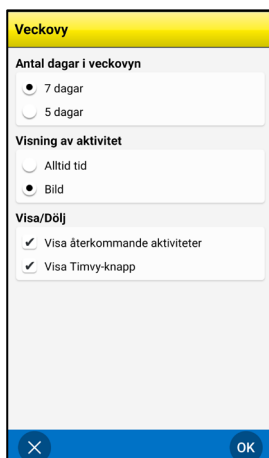 Veckovy
Antal dagar i veckovyn
7 dagar
5 dagar
Visning av aktivitet
Alltid tid
Bild
Visa/Dölj
Visa återkommande aktiviteter
Visa Timvy-knapp
OK